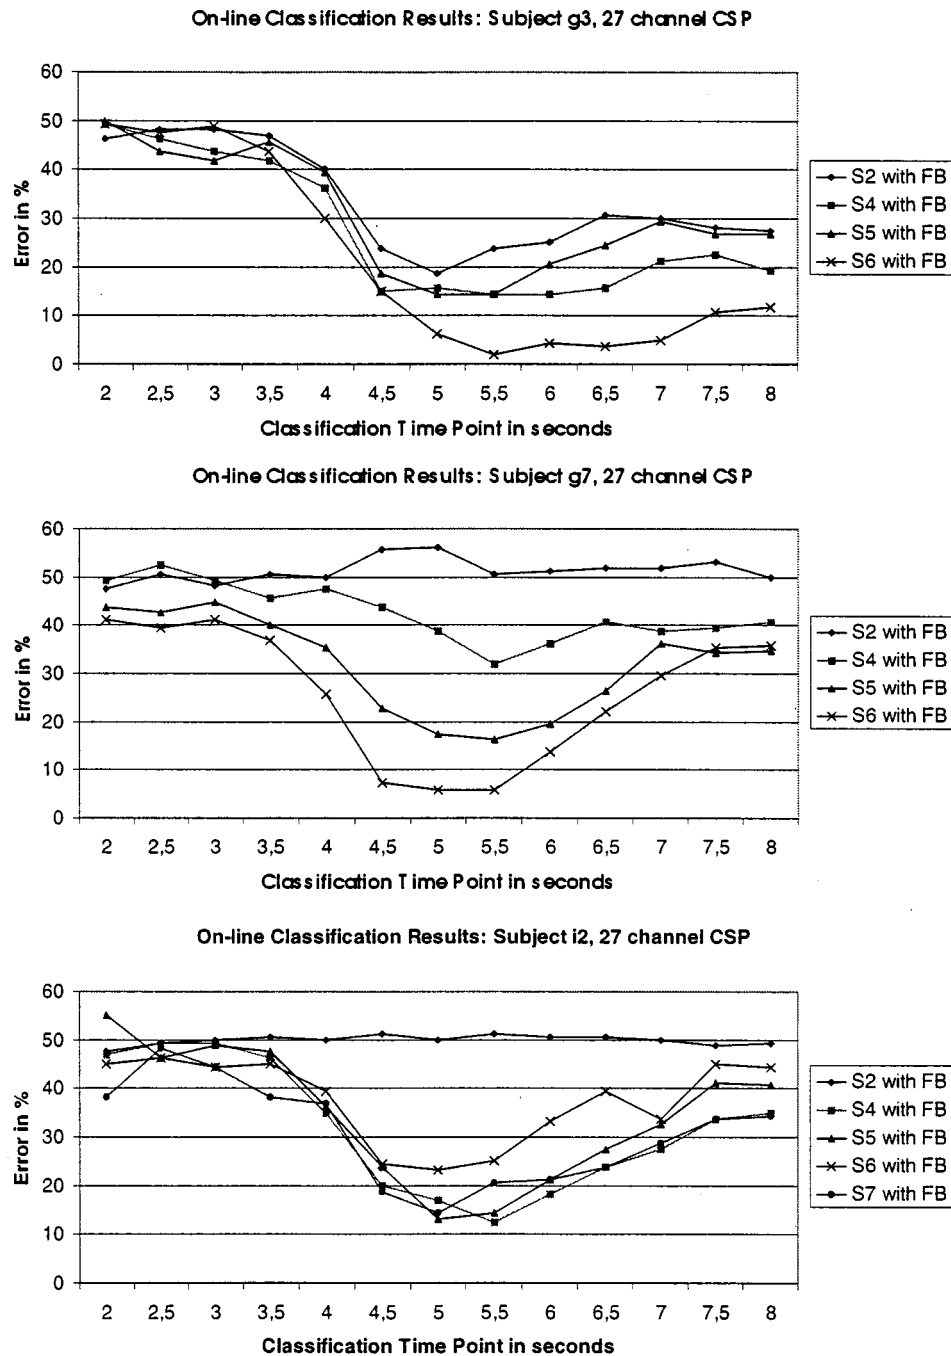 On-line Classification Results: Subject g3, 27 channel CSP
60
50
40
30
20
10
0
Error in %
2 2,5 3 3,5 4 4,5 5 5,5 6 6,5 7 7,5 8
Classification Time Point in seconds
S2 with FB
S4 with FB
S5 with FB
S6 with FB
On-line Classification Results: Subject g7, 27 channel CSP
60
50
40
30
20
10
0
Error in %
2 2,5 3 3,5 4 4,5 5 5,5 6 6,5 7 7,5 8
Classification Time Point in seconds
S2 with FB
S4 with FB
S5 with FB
S6 with FB
On-line Classification Results: Subject i2, 27 channel CSP
60
50
40
30
20
10
0
Error in %
2 2,5 3 3,5 4 4,5 5 5,5 6 6,5 7 7,5 8
Classification Time Point in seconds
S2 with FB
S4 with FB
S5 with FB
S6 with FB
S7 with FB